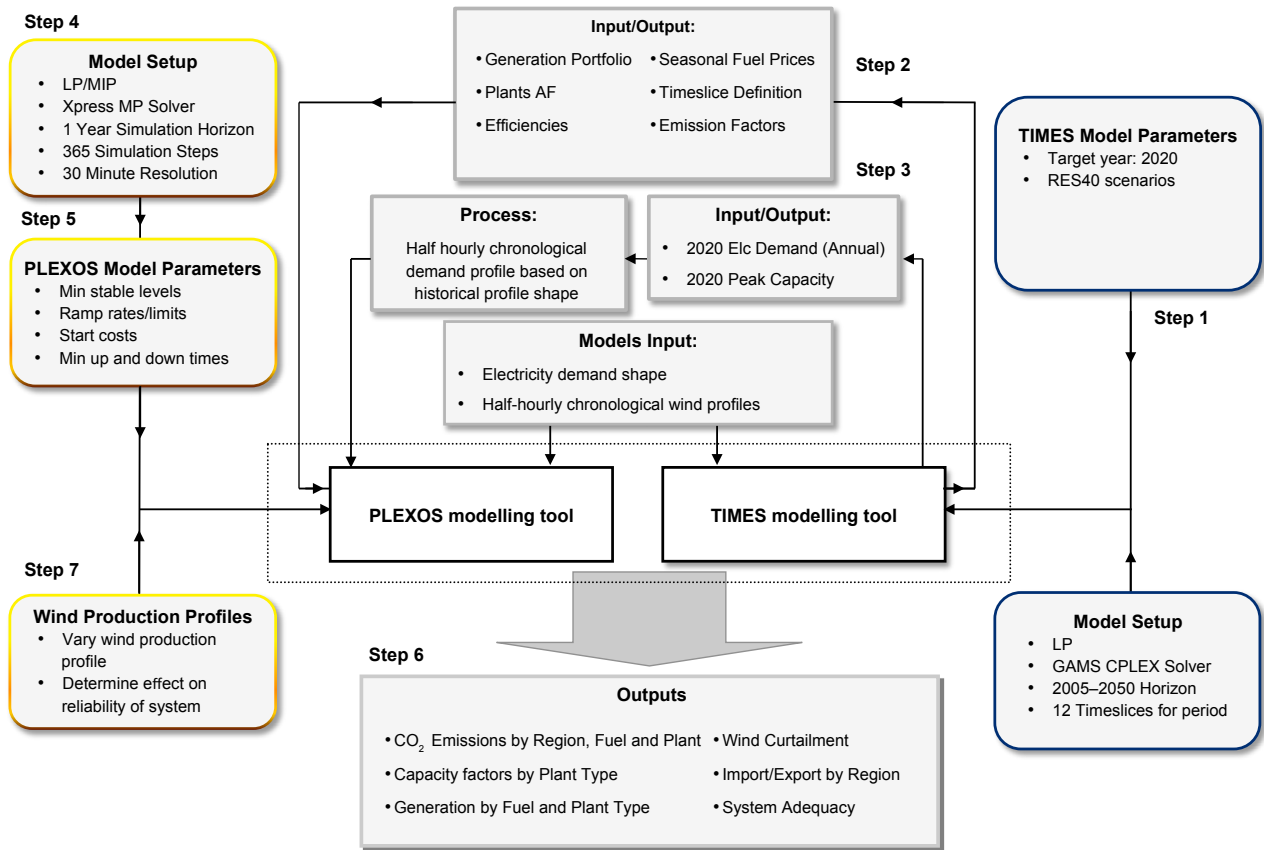 Step 4
Model Setup
• LP/MIP
• Xpress MP Solver
• 1 Year Simulation Horizon
• 365 Simulation Steps
• 30 Minute Resolution
Step 5
PLEXOS Model Parameters
• Min stable levels
• Ramp rates/limits
• Start costs
• Min up and down times
Step 7
Wind Production Profiles
• Vary wind production
profile
• Determine effect on
reliability of system
Input/Output:
• Generation Portfolio
• Plants AF
• Efficiencies
• Seasonal Fuel Prices
• Timeslice Definition
• Emission Factors
Step 2
Step 3
Process:
Half hourly chronological
demand profile based on
historical profile shape
Input/Output:
• 2020 Elc Demand (Annual)
• 2020 Peak Capacity
Models Input:
• Electricity demand shape
• Half-hourly chronological wind profiles
PLEXOS modelling tool
TIMES modelling tool
TIMES Model Parameters
• Target year: 2020
• RES40 scenarios
Step 1
Model Setup
• LP
• GAMS CPLEX Solver
• 2005–2050 Horizon
• 12 Timeslices for period
Step 6
Outputs
• CO₂ Emissions by Region, Fuel and Plant
• Capacity factors by Plant Type
• Generation by Fuel and Plant Type
• Wind Curtailment
• Import/Export by Region
• System Adequacy